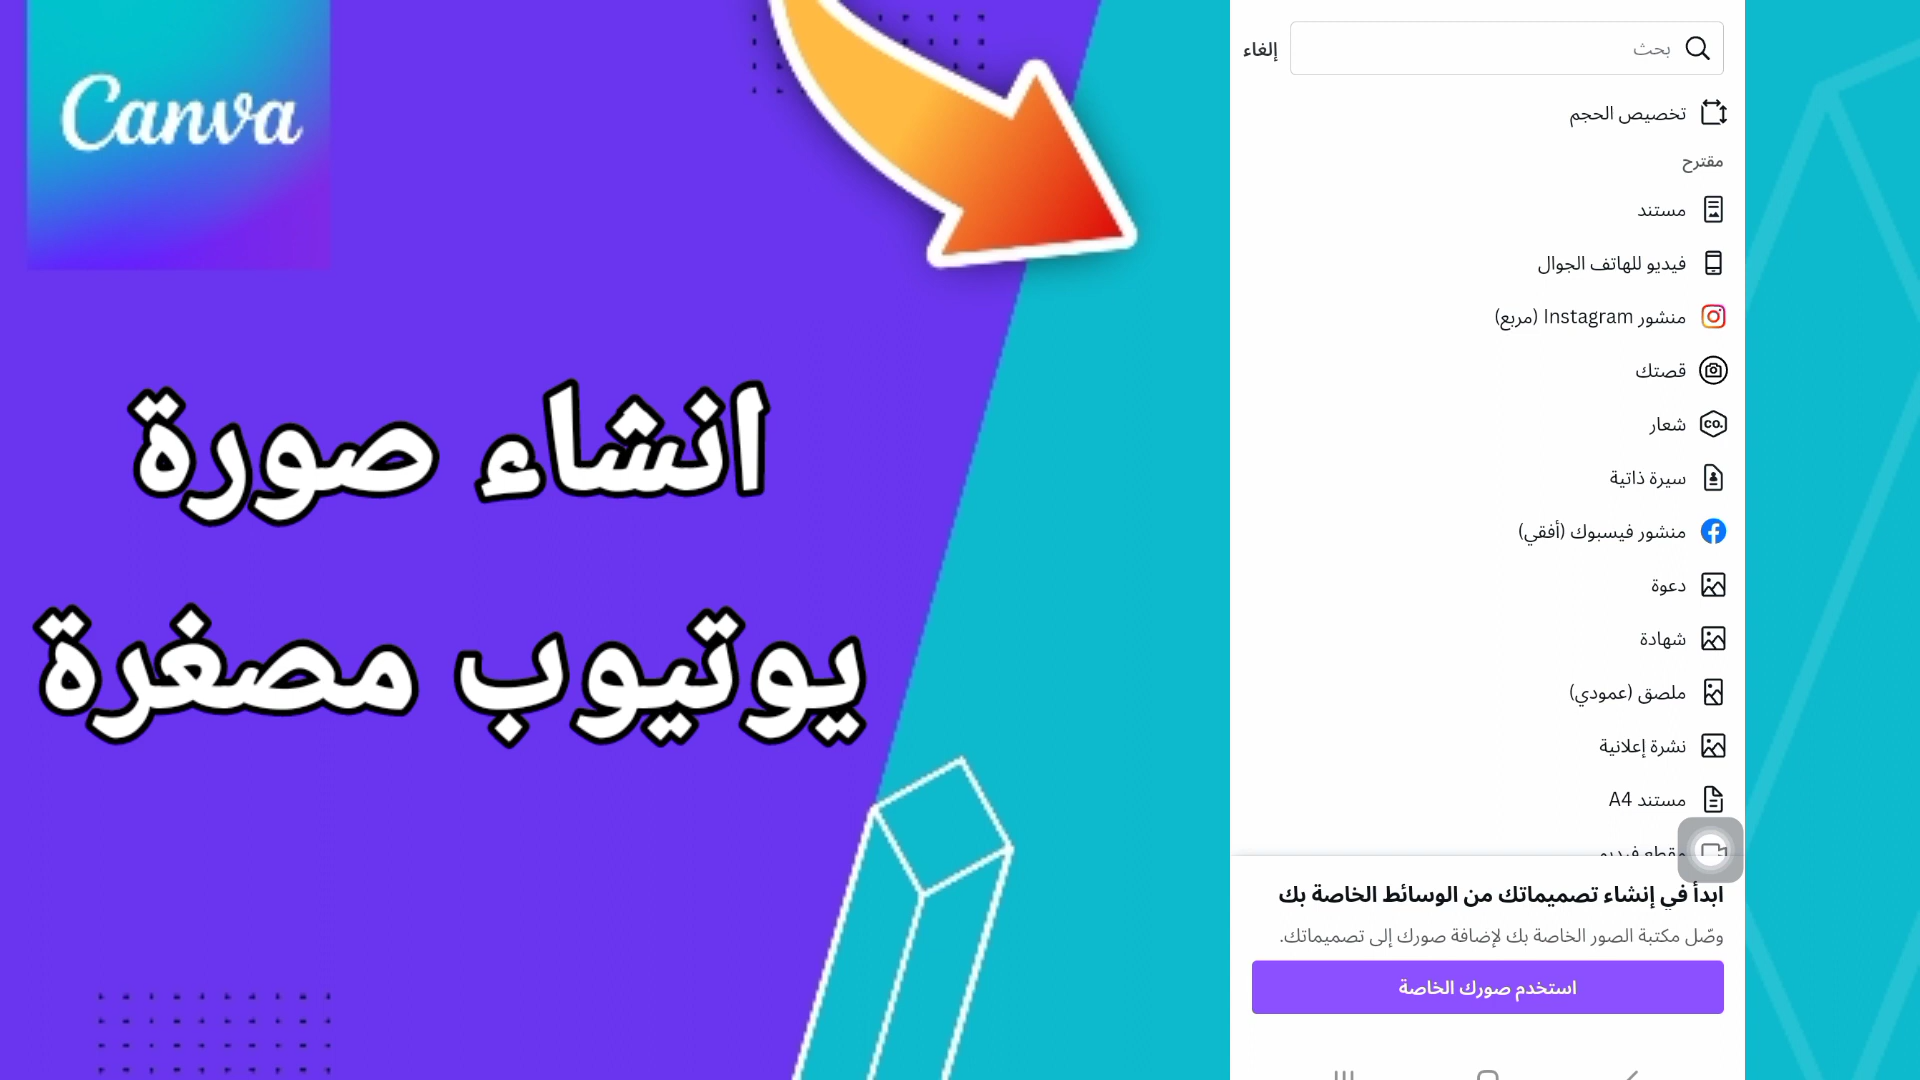 Canva
انشاء صورة
يوتيوب مصغرة
بحث
إلغاء
تخصيص الحجم
مقترح
مستند
فيديو للهاتف الجوال
منشور Instagram (مربع)
قصتك
CO.
شعار
سيرة ذاتية
منشور فيسبوك (أفقي)
دعوة
شهادة
ملصق (عمودي)
نشرة إعلانية
مستند A4
مقطع فيديو
ابدأ في إنشاء تصميماتك من الوسائط الخاصة بك
وصّل مكتبة الصور الخاصة بك لإضافة صورك إلى تصميماتك.
استخدم صورك الخاصة